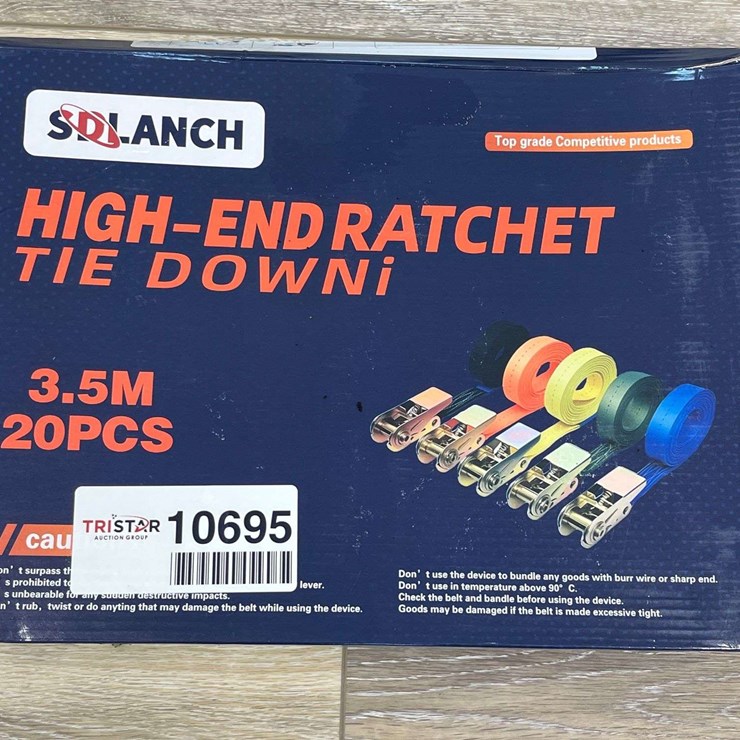 SDLANCH
Top grade Competitive products
HIGH-END RATCHET
TIE DOWNi
3.5M
20PCS
TRISTAR
AUCTION GROUP
10695
cau
on't surpass th
s prohibited to
lever.
s unbearable for any sudden destructive impacts.
n't rub, twist or do anyting that may damage the belt while using the device.
Don't use the device to bundle any goods with burr wire or sharp end.
Don't use in temperature above 90° C.
Check the belt and bandle before using the device.
Goods may be damaged if the belt is made excessive tight.